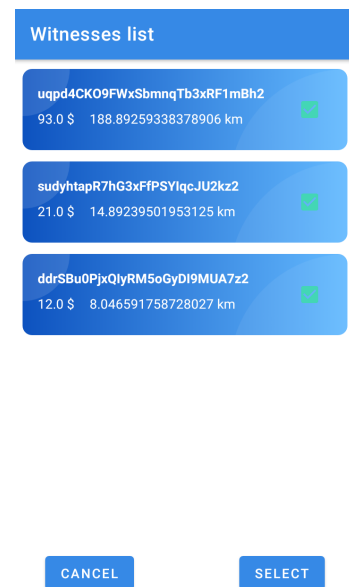 Witnesses list
uqpd4CKO9FWxSbmnqTb3xRF1mBh2
93.0 $ 188.89259338378906 km
sudyhtapR7hG3xFfPSYIqcJU2kz2
21.0 $ 14.89239501953125 km
ddrSBu0PjxQIyRM5oGyDI9MUA7z2
12.0 $ 8.046591758728027 km
CANCEL SELECT